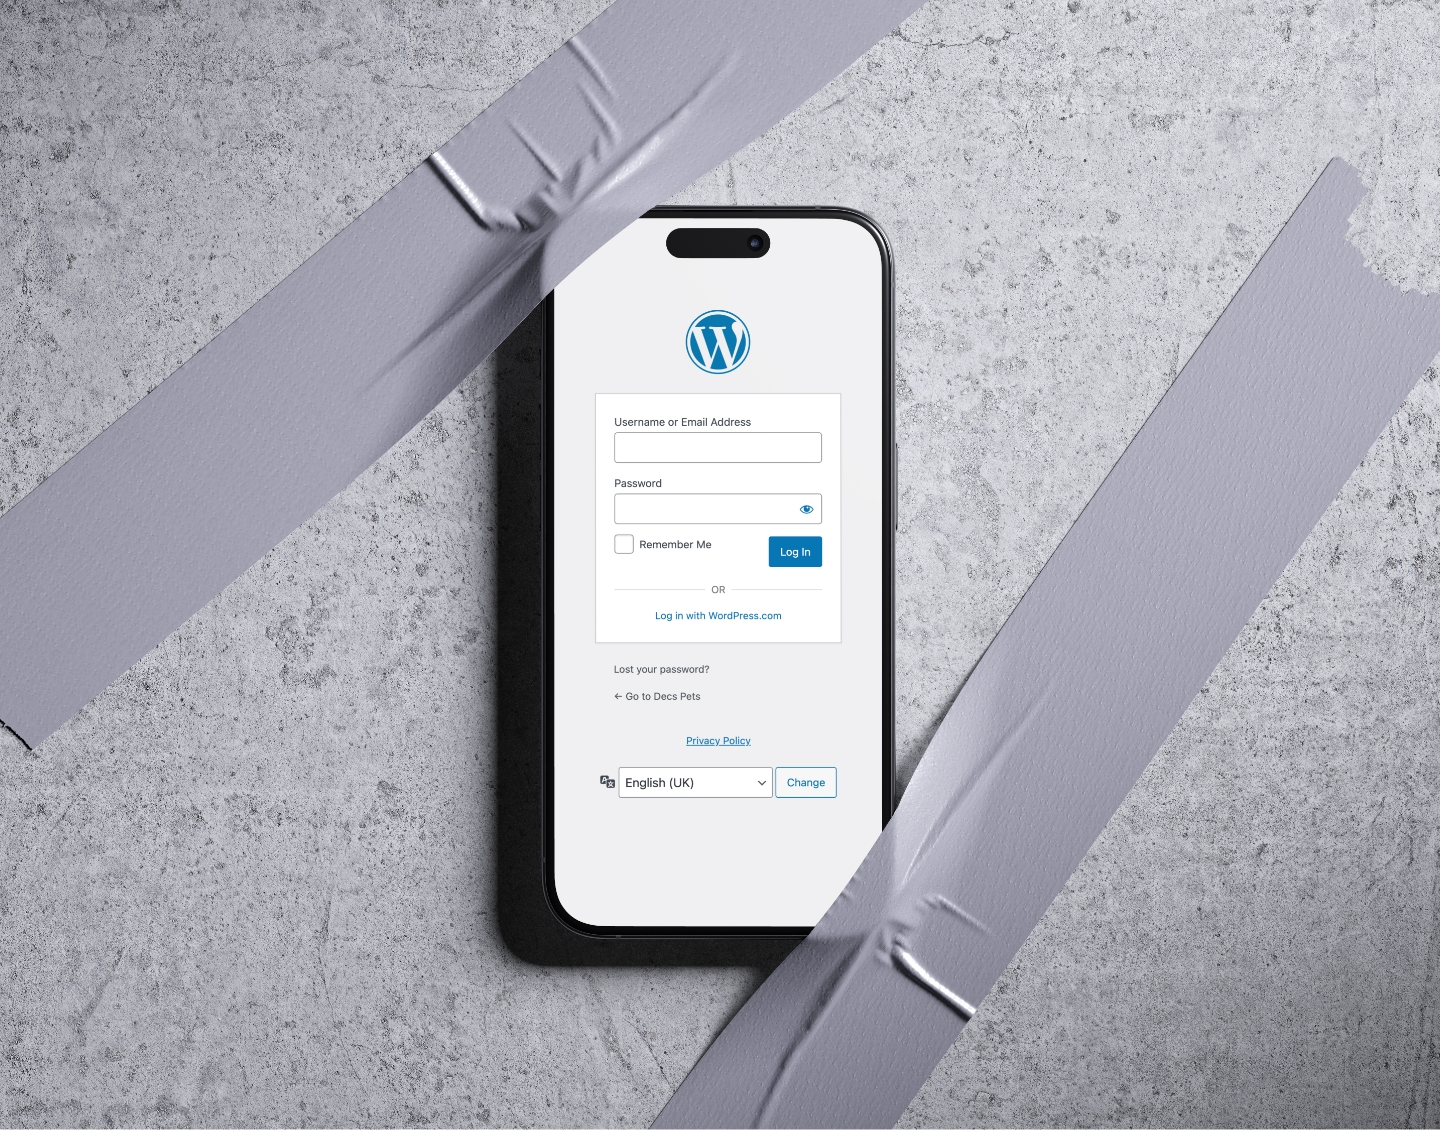 Username or Email Address
Password
Remember Me
Log In
OR
Log in with WordPress.com
Lost your password?
← Go to Decs Pets
Privacy Policy
English (UK)
Change